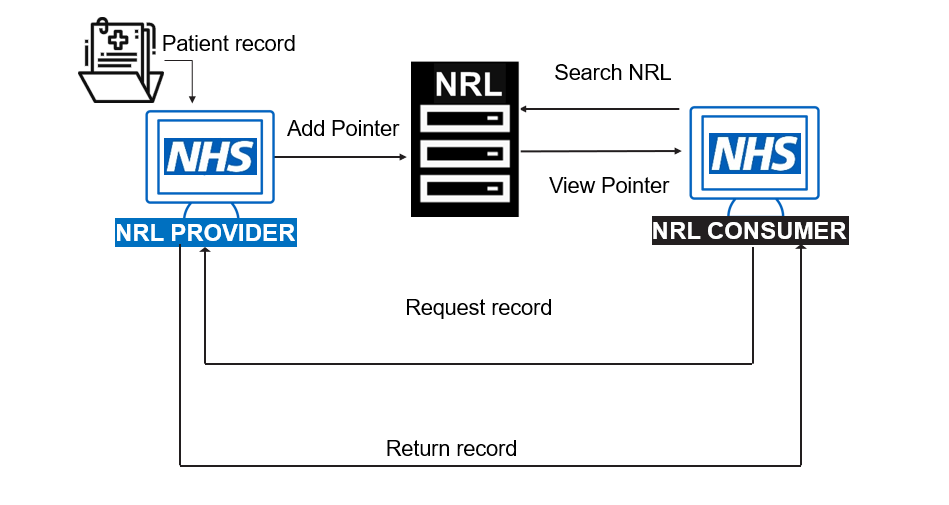 Patient record
NRL
Search NRL
Add Pointer
NHS
NHS
View Pointer
NRL PROVIDER
NRL CONSUMER
Request record
Return record